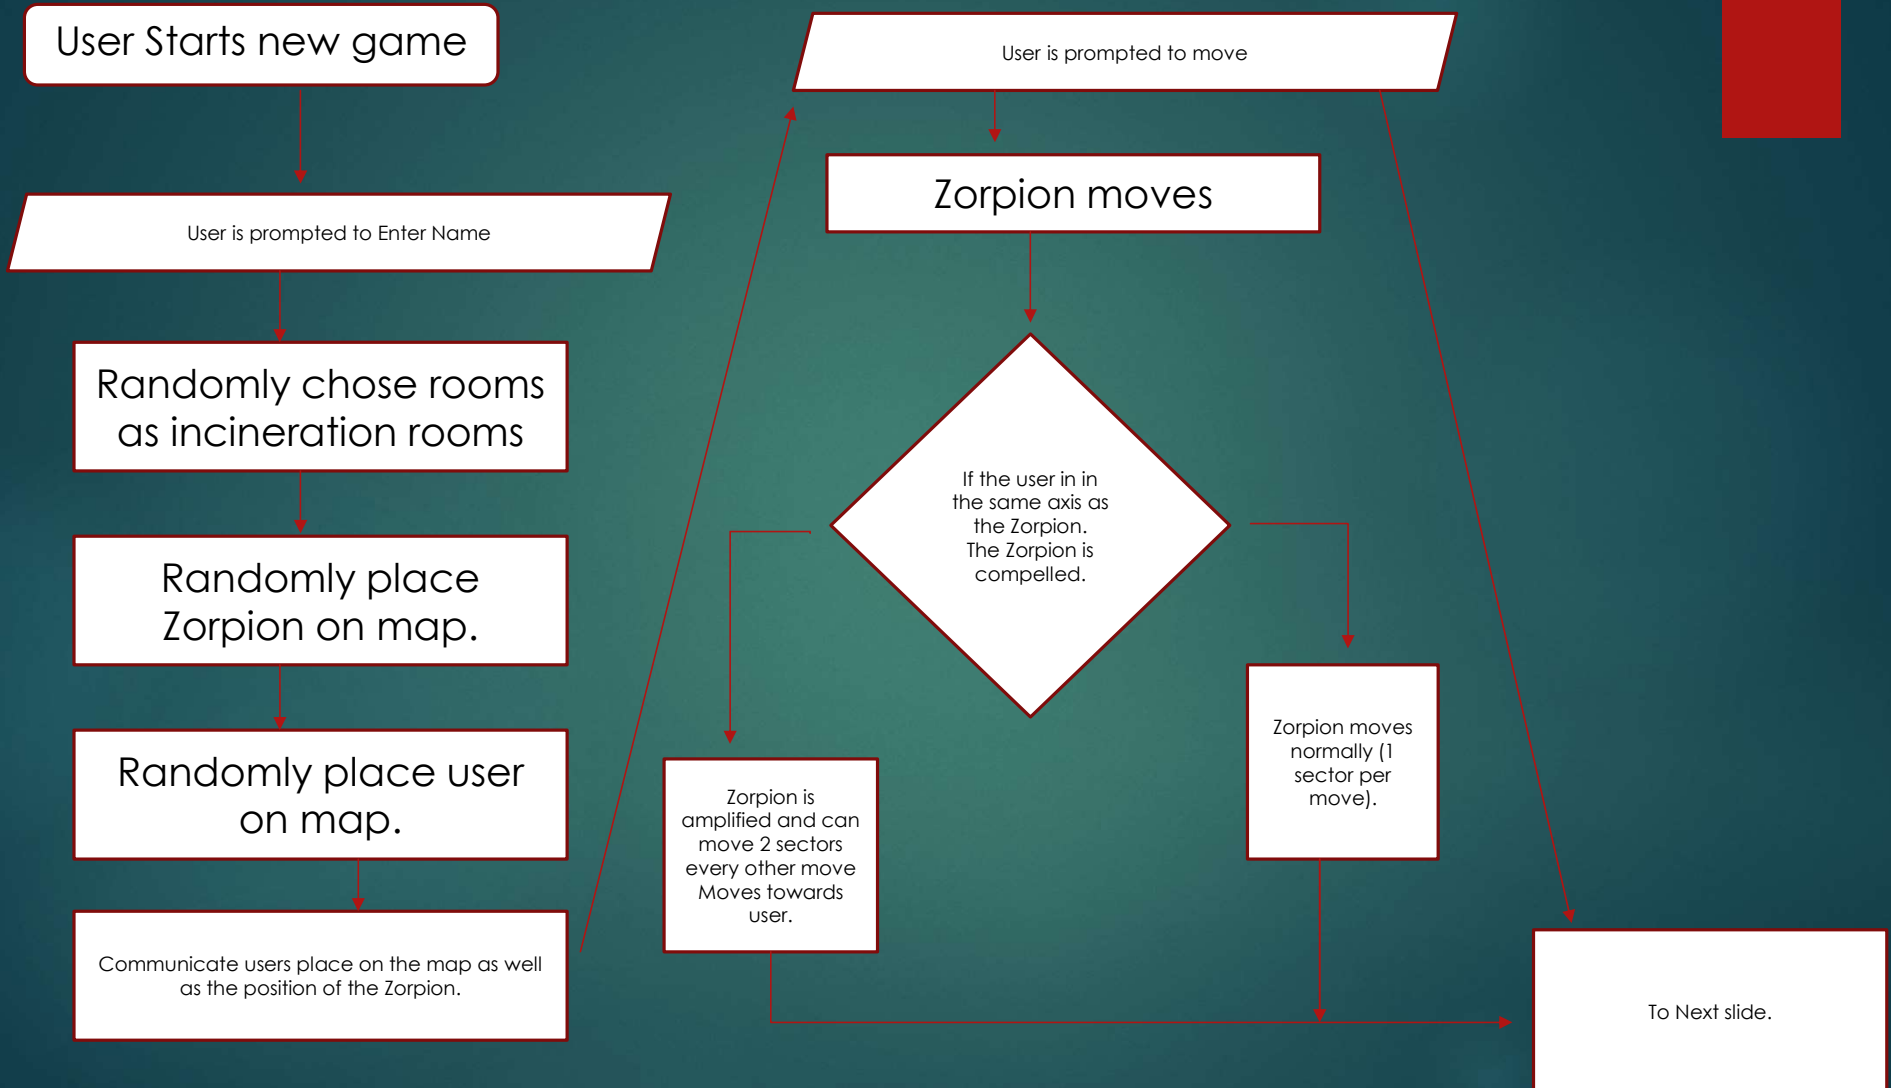 User Starts new game
User is prompted to Enter Name
Randomly chose rooms
as incineration rooms
Randomly place
Zorpion on map.
Randomly place user
on map.
Communicate users place on the map as well
as the position of the Zorpion.
User is prompted to move
Zorpion moves
If the user in in
the same axis as
the Zorpion.
The Zorpion is
compelled.
Zorpion is
amplified and can
move 2 sectors
every other move
Moves towards
user.
Zorpion moves
normally (1
sector per
move).
To Next slide.